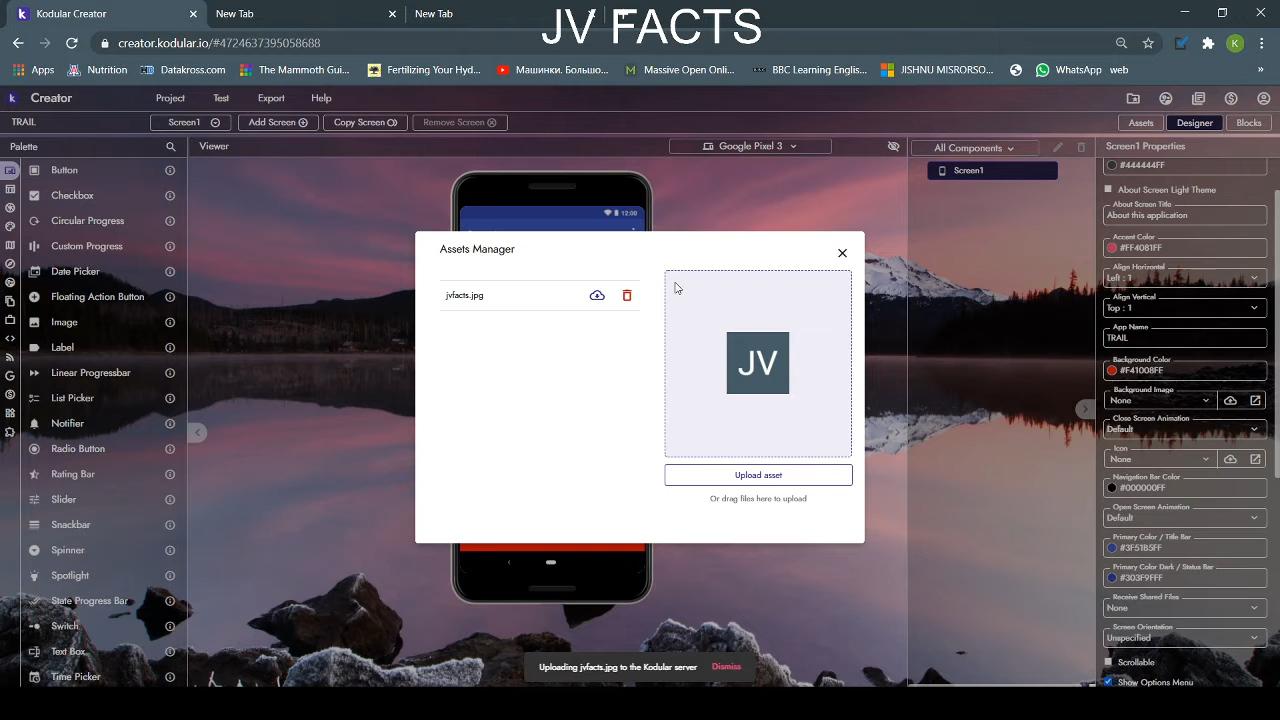 JV FACTS
Kodular Creator
New Tab
New Tab
creator.kodular.io/#4724637395058688
K
Apps
Nutrition
Databass.com
The Mammoth Gui...
Fertilizing Your Hyd...
Машинки. Большо...
Massive Open Onli...
BBC Learning Englis...
JISHNU MISRORSO...
WhatsApp web
Creator
Project
Test
Export
Help
TRAIL
Screen1
Add Screen
Copy Screen
Remove Screen
Assets
Designer
Blocks
Palette
Viewer
Google Pixel 3
All Components
Screen1 Properties
Button
Checkbox
Circular Progress
Custom Progress
Date Picker
Floating Action Button
Image
Label
Linear Progressbar
List Picker
Notifier
Radio Button
Rating Bar
Slider
Snackbar
Spinner
Spotlight
State Progress Bar
Switch
Text Box
Time Picker
12:00
Assets Manager
jvfacts.jpg
JV
Upload asset
Or drag files here to upload
Uploading jvfacts.jpg to the Kodular server
Dismiss
Screen1
#444444FF
About Screen Light Theme
About Screen Title
About this application
Accent Color
#FF4081FF
Align Horizontal
Left : 1
Align Vertical
Top : 1
App Name
TRAIL
Background Color
#F41008FF
Background Image
None
Close Screen Animation
Default
Icon
None
Navigation Bar Color
#000000FF
Open Screen Animation
Default
Primary Color / Title Bar
#3F51B5FF
Primary Color Dark / Status Bar
#303F9FFF
Receive Shared Files
None
Screen Orientation
Unspecified
Scrollable
Show Options Menu